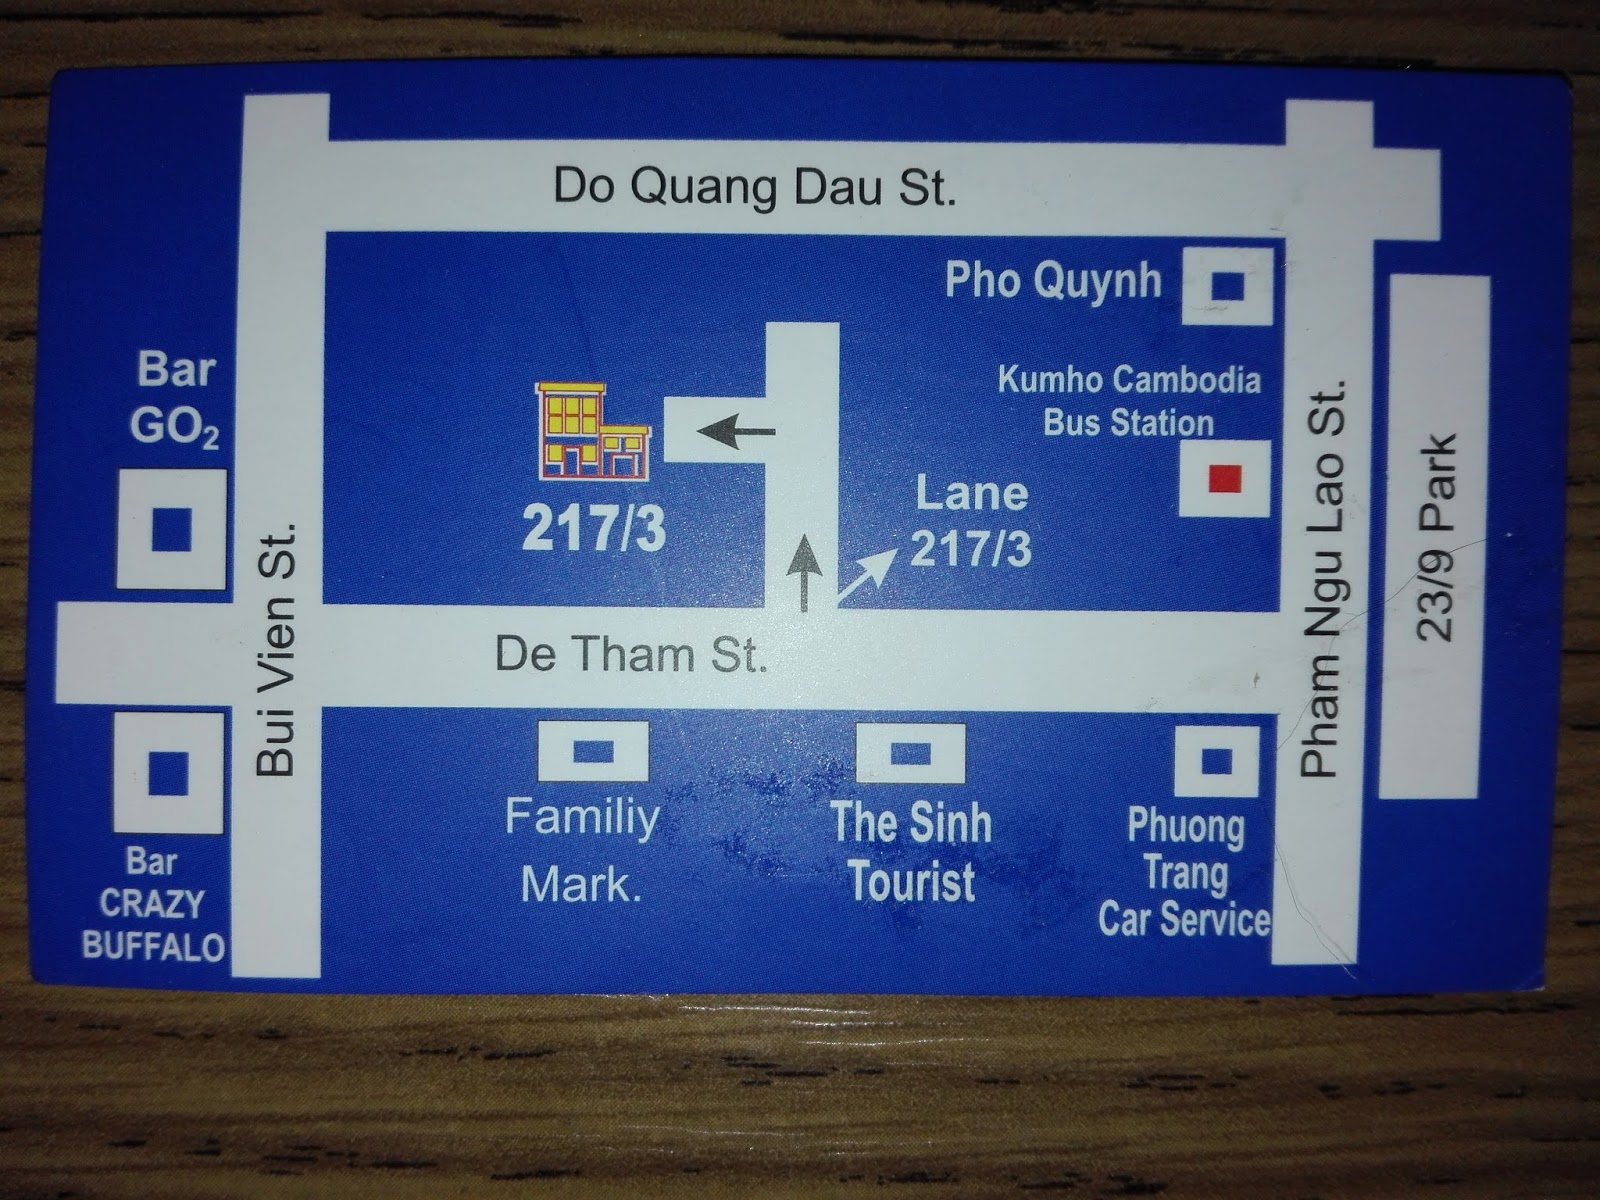 Do Quang Dau St.
Pho Quynh
Bar
GO₂
Kumho Cambodia
Bus Station
217/3
Lane
217/3
Bui Vien St.
De Tham St.
Pham Ngu Lao St.
23/9 Park
Bar
CRAZY
BUFFALO
Familiy
Mark.
The Sinh
Tourist
Phuong
Trang
Car Service